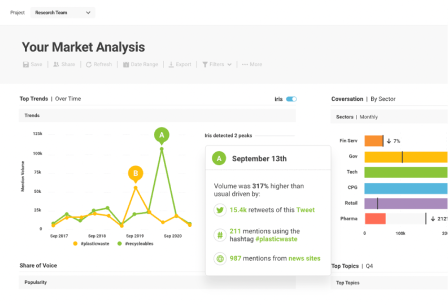 Project Research Team
Your Market Analysis
Save Share Refresh Date Range Export Filters More
Top Trends | Over Time
iris
Trends
Iris detected 2 peaks
Mention Volume
125k
100k
75k
50k
25k
0
A
B
Sep 2017 Sep 2018 Sep 2019 Sep 2020
#plasticwaste #recyclables
A September 13th
Volume was 317% higher than
usual driven by:
15.4k retweets of this Tweet
211 mentions using the
hashtag #plasticwaste
987 mentions from news sites
Coversation | By Sector
Sectors | Monthly
Fin Serv 7%
Gov
Tech
CPG
Retail
Pharma 212
0 100k 200
Share of Voice
Popularity
Top Topics | Q4
Top Topics